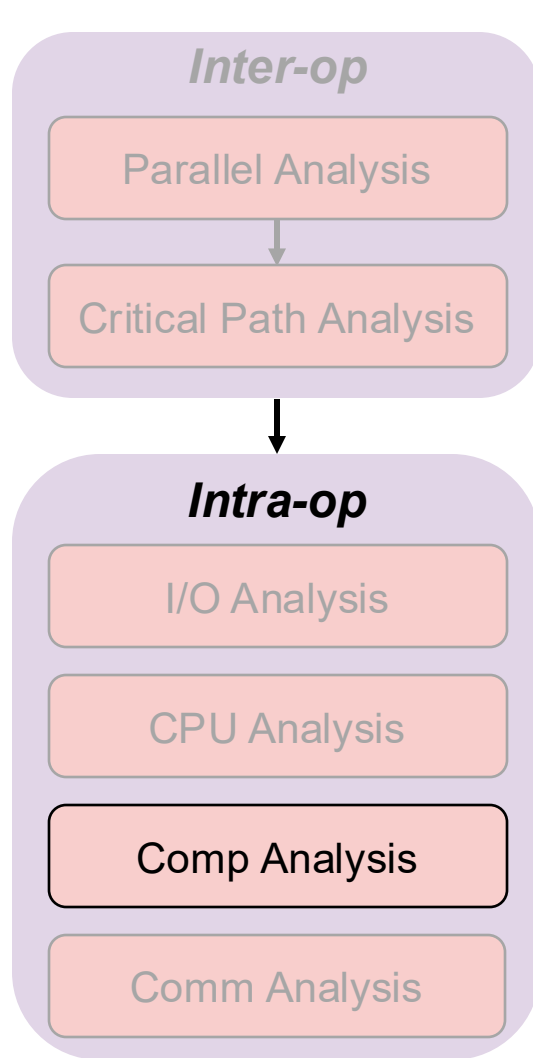 Inter-op
Parallel Analysis
Critical Path Analysis
Intra-op
I/O Analysis
CPU Analysis
Comp Analysis
Comm Analysis